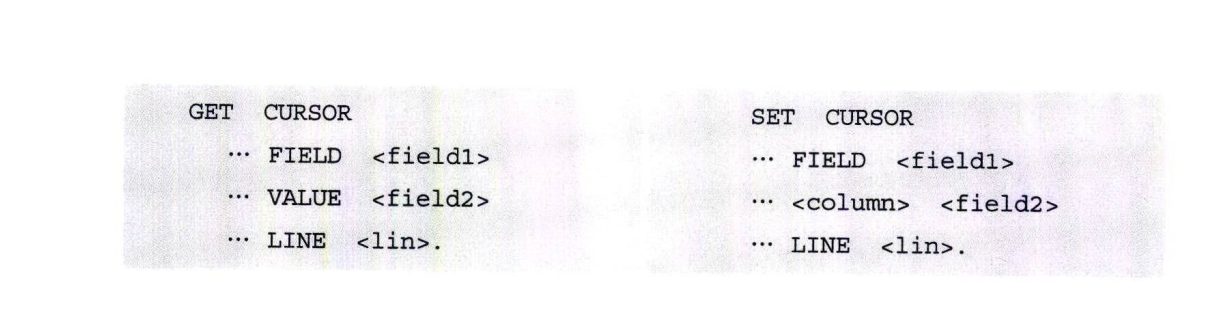 GET CURSOR
… FIELD <field1>
… VALUE <field2>
… LINE <lin>.
SET CURSOR
… FIELD <field1>
… <column> <field2>
… LINE <lin>.